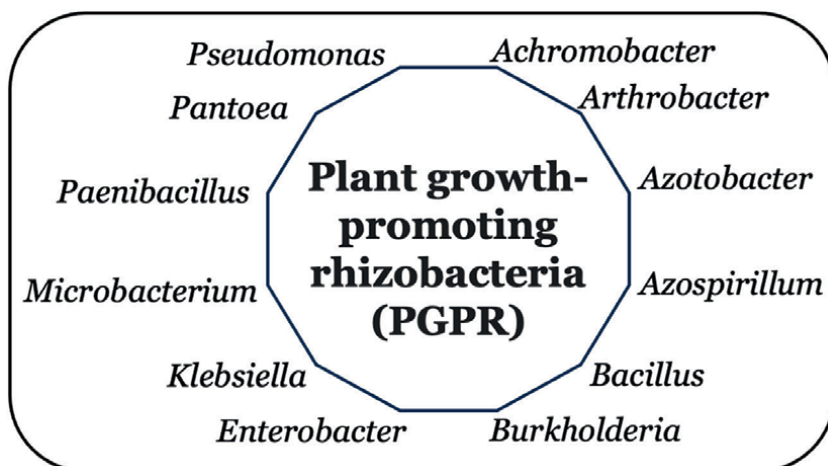 Pseudomonas
Achromobacter
Pantoea
Arthrobacter
Paenibacillus
Azotobacter
Microbacterium
Azospirillum
Klebsiella
Bacillus
Enterobacter
Burkholderia
Plant growth-
promoting
rhizobacteria
(PGPR)